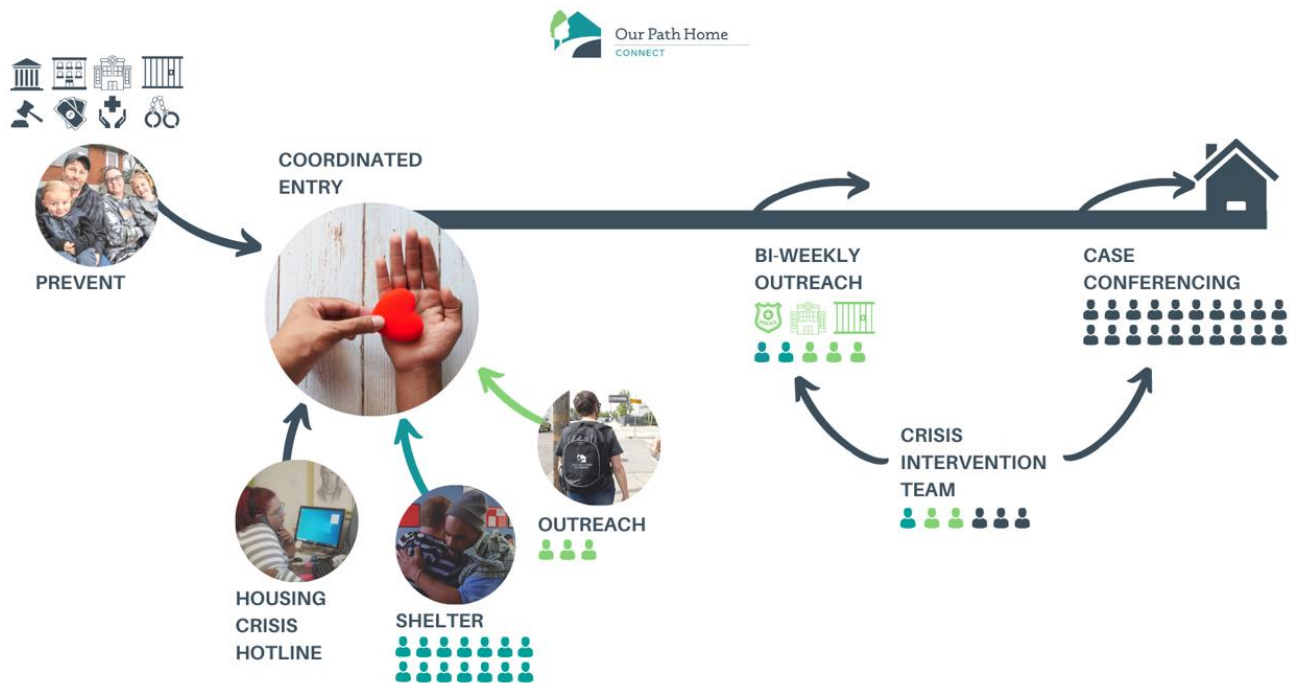 Our Path Home
CONNECT
COORDINATED
ENTRY
PREVENT
BI-WEEKLY
OUTREACH
CASE
CONFERENCING
CRISIS
INTERVENTION
TEAM
OUTREACH
HOUSING
CRISIS
HOTLINE
SHELTER